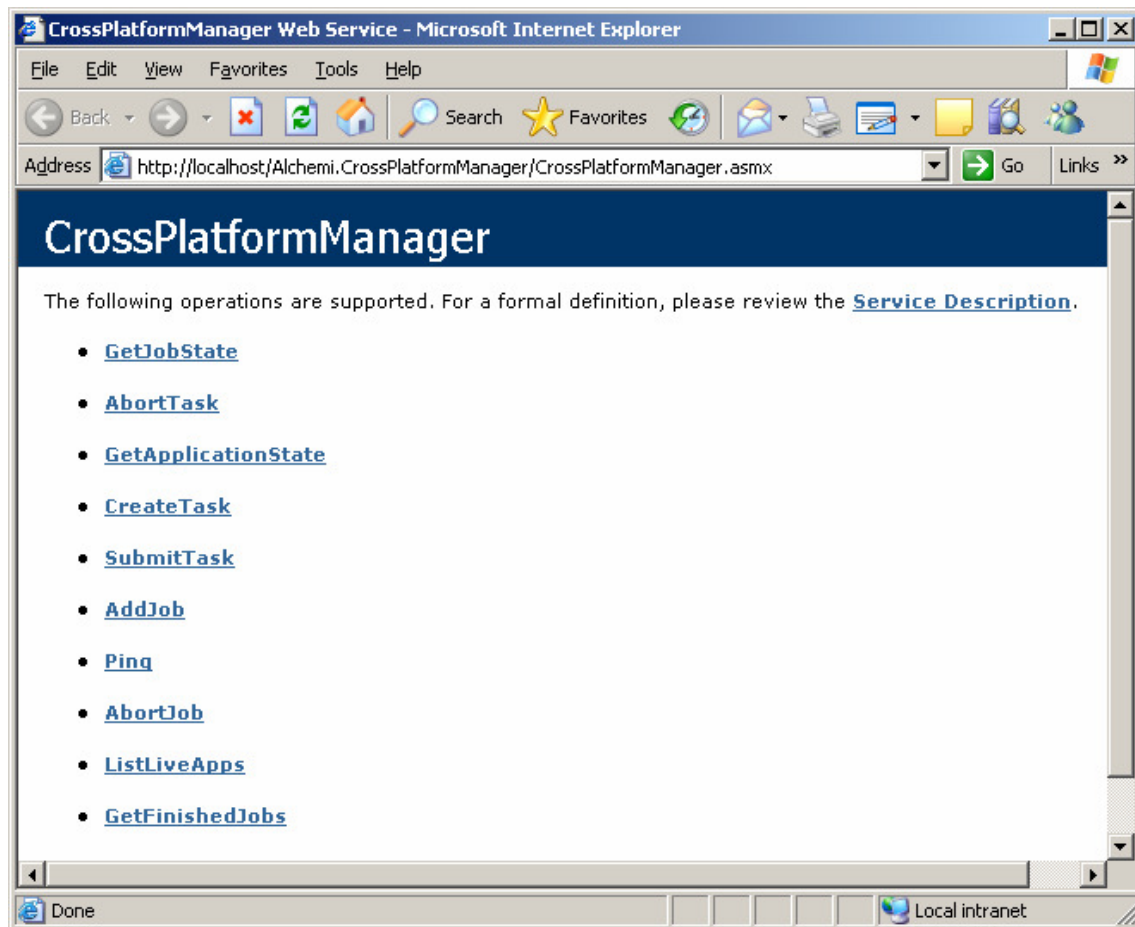 CrossPlatformManager Web Service - Microsoft Internet Explorer
File Edit View Favorites Tools Help
Back Search Favorites
Address http://localhost/Alchemi.CrossPlatformManager/CrossPlatformManager.asmx Go Links »
CrossPlatformManager
The following operations are supported. For a formal definition, please review the Service Description.
• GetJobState
• AbortTask
• GetApplicationState
• CreateTask
• SubmitTask
• AddJob
• Ping
• AbortJob
• ListLiveApps
• GetFinishedJobs
Done Local intranet